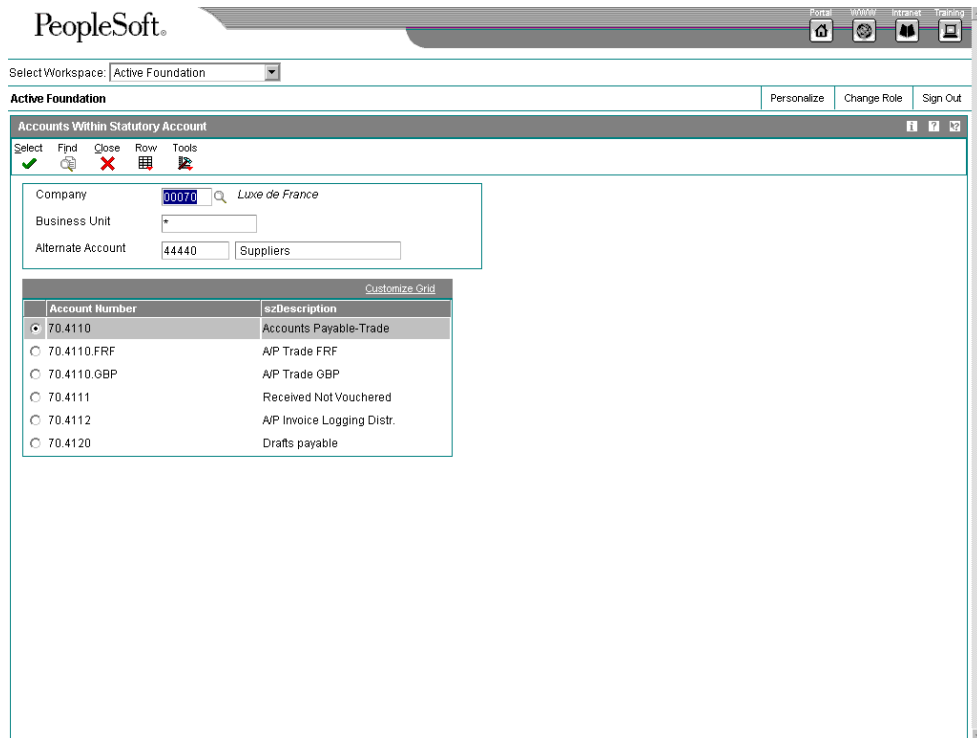 Portal WWW Intranet Training
PeopleSoft®
Select Workspace: Active Foundation
Active Foundation Personalize Change Role Sign Out
Accounts Within Statutory Account
Select Find Close Row Tools
Company 00070 Luxe de France
Business Unit *
Alternate Account 44440 Suppliers
Customize Grid
Account Number szDescription
70.4110 Accounts Payable-Trade
70.4110.FRF A/P Trade FRF
70.4110.GBP A/P Trade GBP
70.4111 Received Not Vouchered
70.4112 A/P Invoice Logging Distr.
70.4120 Drafts payable